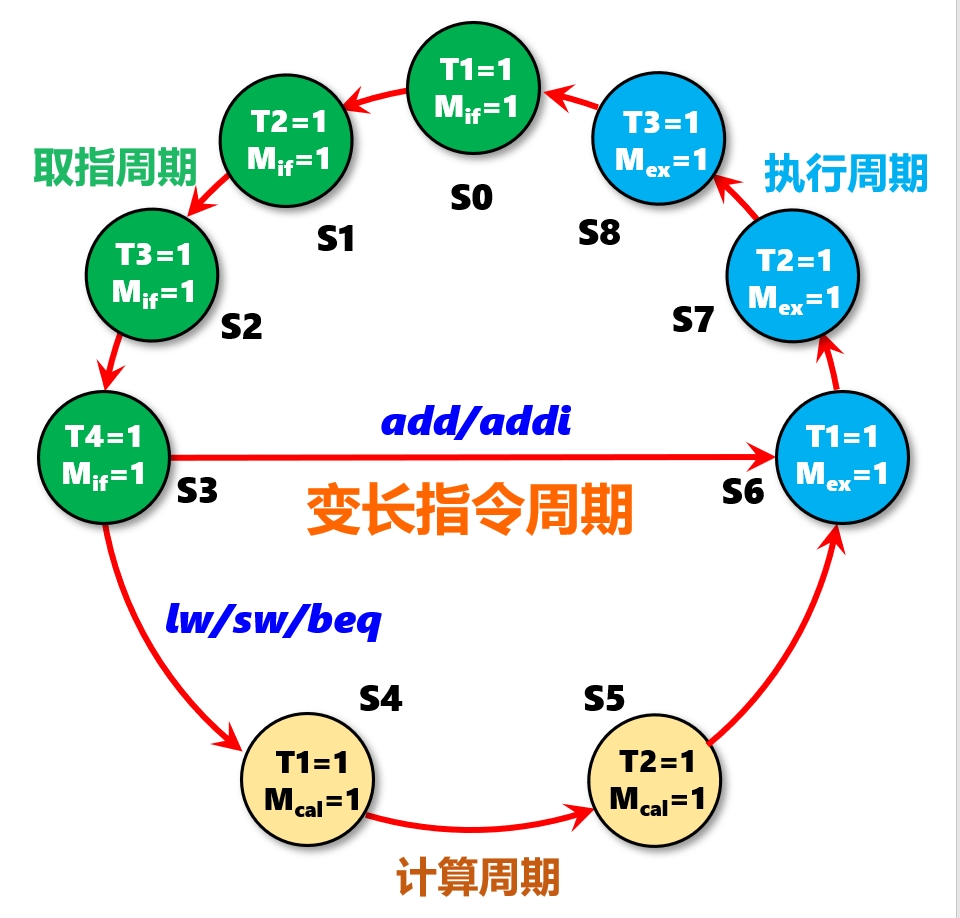 T1=1
Mif=1
S0
T2=1
Mif=1
S1
取指周期
T3=1
Mif=1
S2
T4=1
Mif=1
S3
add/addi
变长指令周期
lw/sw/beq
T1=1
Mcal=1
S4
T2=1
Mcal=1
S5
计算周期
T1=1
Mex=1
S6
T2=1
Mex=1
S7
T3=1
Mex=1
S8
执行周期